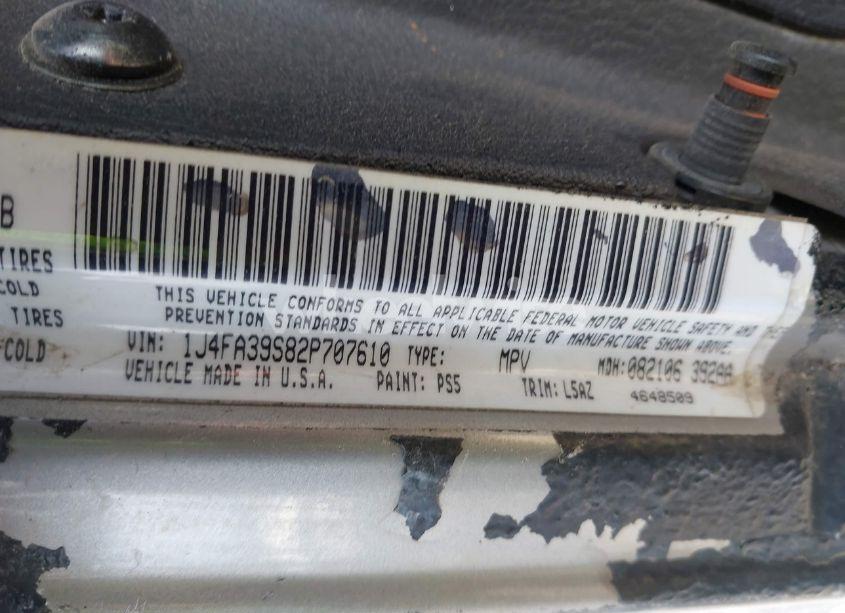 B
TIRES
COLD
TIRES
COLD
THIS VEHICLE CONFORMS TO ALL APPLICABLE FEDERAL MOTOR VEHICLE SAFETY AND THE
PREVENTION STANDARDS IN EFFECT ON THE DATE OF MANUFACTURE SHOWN ABOVE.
VIN: 1J4FA39S82P707610 TYPE: MPV MDH:082106 392AA
VEHICLE MADE IN U.S.A. PAINT: PS5 TRIM: L5AZ 4648509